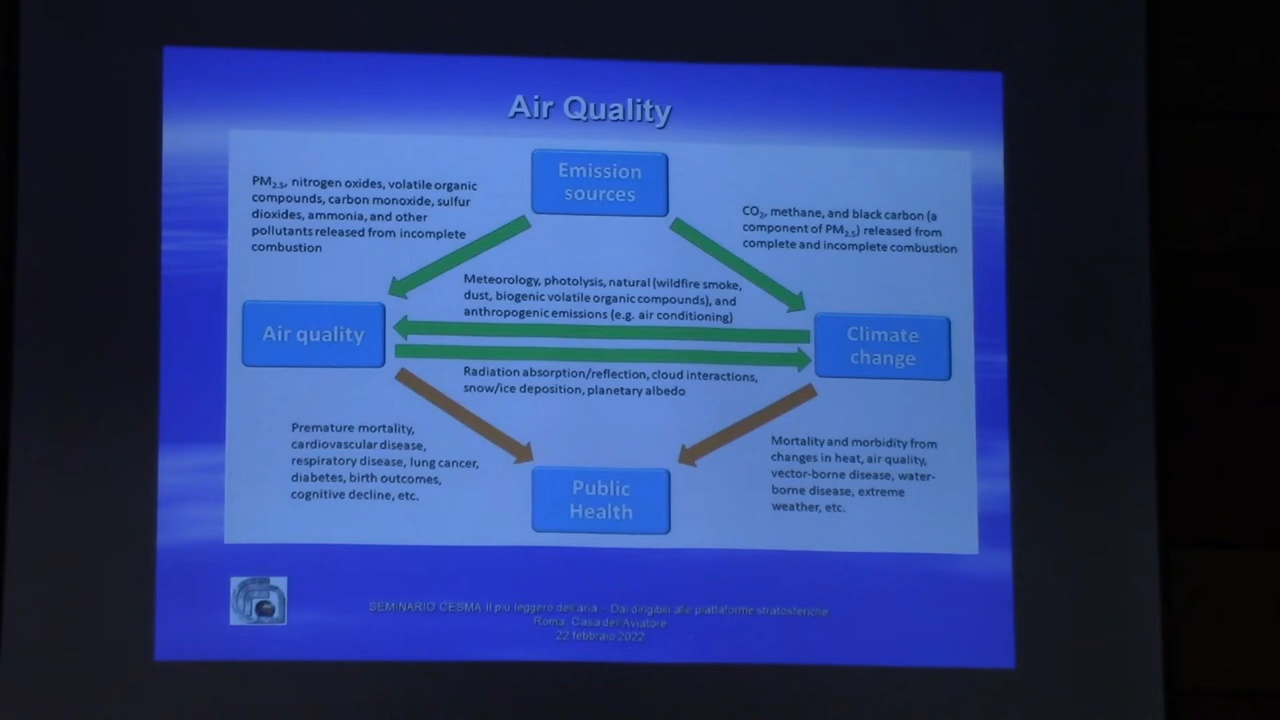 Air Quality
Emission
sources
PM2.5, nitrogen oxides, volatile organic
compounds, carbon monoxide, sulfur
dioxides, ammonia, and other
pollutants released from incomplete
combustion
CO2, methane, and black carbon (a
component of PM2.5) released from
complete and incomplete combustion
Meteorology, photolysis, natural (wildfire smoke,
dust, biogenic volatile organic compounds), and
anthropogenic emissions (e.g. air conditioning)
Air quality
Climate
change
Radiation absorption/reflection, cloud interactions,
snow/ice deposition, planetary albedo
Premature mortality,
cardiovascular disease,
respiratory disease, lung cancer,
diabetes, birth outcomes,
cognitive decline, etc.
Mortality and morbidity from
changes in heat, air quality,
vector-borne disease, water-
borne disease, extreme
weather, etc.
Public
Health
SEMINARIO CESMA Il più leggero dell'aria – Dai dirigibili alle piattaforme stratosferiche
Roma, Casa dell'Aviatore
22 febbraio 2022